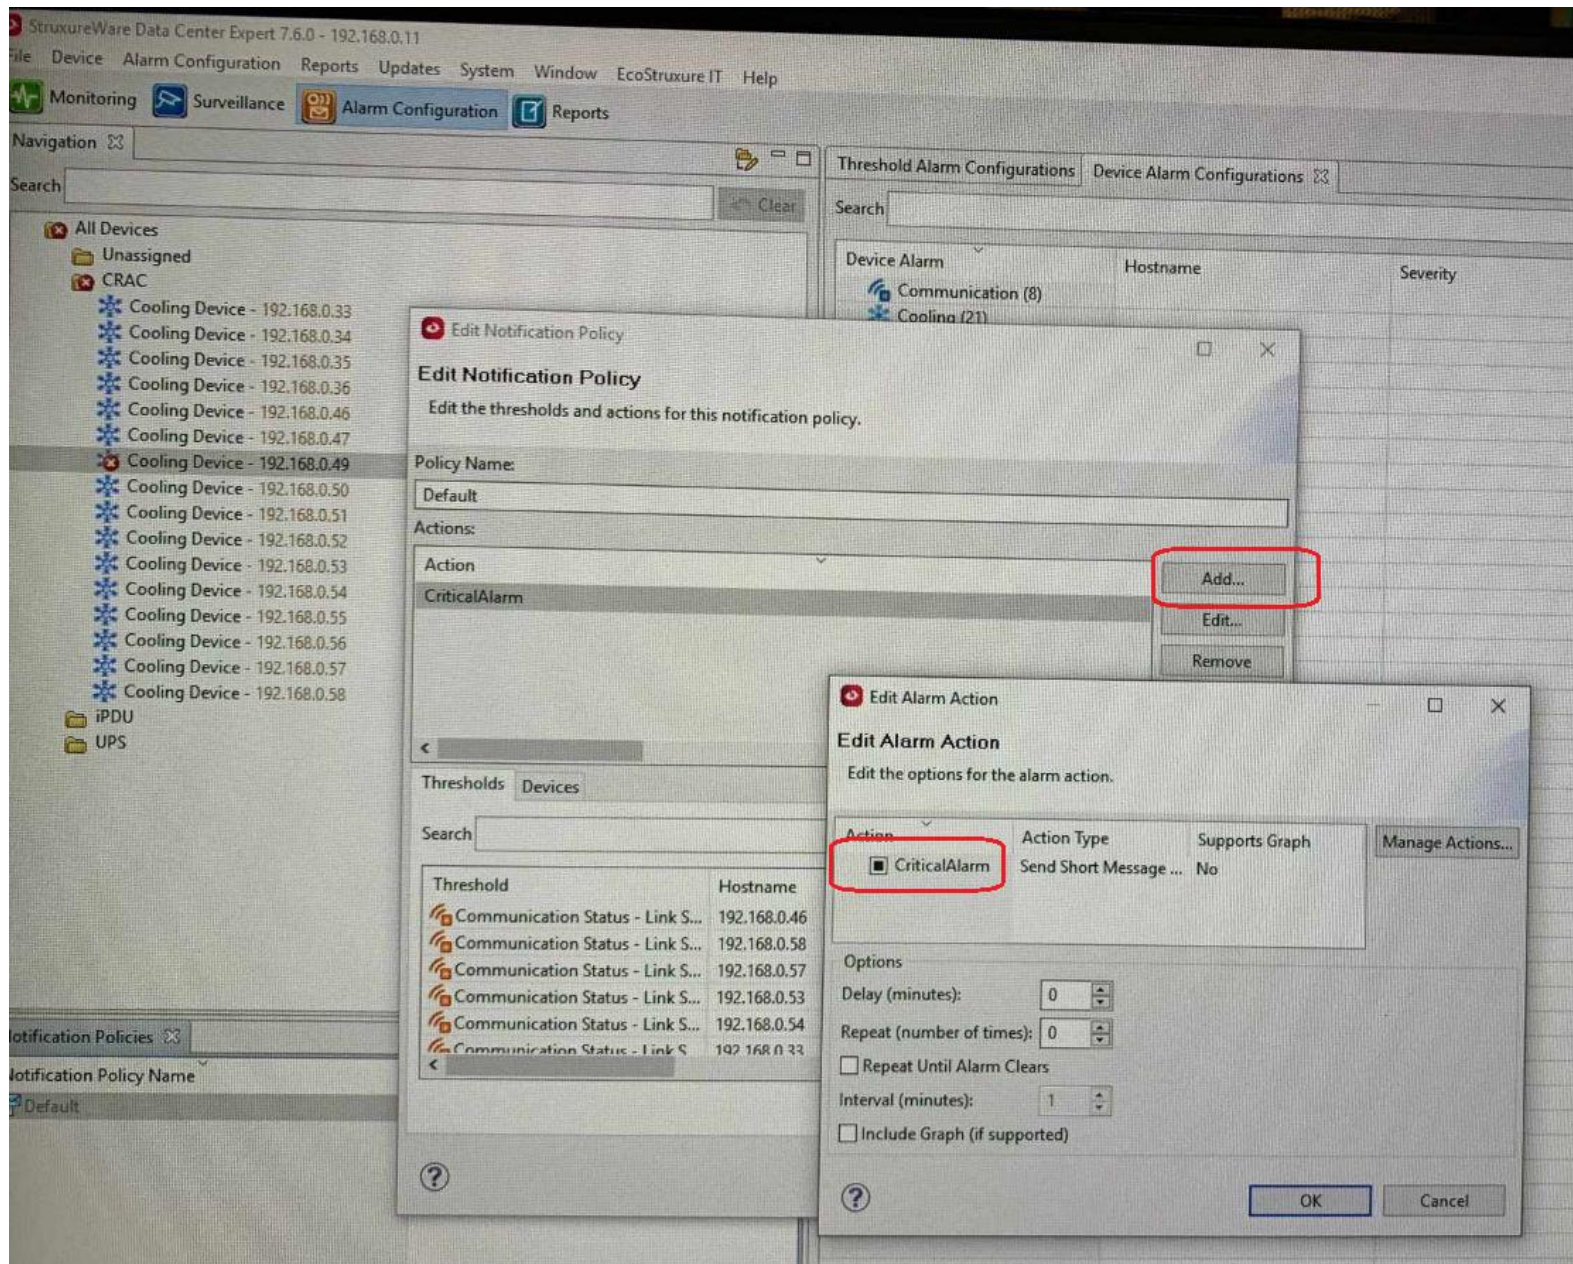 StruxureWare Data Center Expert 7.6.0 - 192.168.0.11
File Device Alarm Configuration Reports Updates System Window EcoStruxure IT Help
Monitoring Surveillance Alarm Configuration Reports
Navigation
Search
Clear
All Devices
Unassigned
CRAC
Cooling Device - 192.168.0.33
Cooling Device - 192.168.0.34
Cooling Device - 192.168.0.35
Cooling Device - 192.168.0.36
Cooling Device - 192.168.0.46
Cooling Device - 192.168.0.47
Cooling Device - 192.168.0.49
Cooling Device - 192.168.0.50
Cooling Device - 192.168.0.51
Cooling Device - 192.168.0.52
Cooling Device - 192.168.0.53
Cooling Device - 192.168.0.54
Cooling Device - 192.168.0.55
Cooling Device - 192.168.0.56
Cooling Device - 192.168.0.57
Cooling Device - 192.168.0.58
iPDU
UPS
Notification Policies
Notification Policy Name
Default
Threshold Alarm Configurations Device Alarm Configurations
Search
Device Alarm Hostname Severity
Communication (8)
Cooling (21)
Edit Notification Policy
Edit Notification Policy
Edit the thresholds and actions for this notification policy.
Policy Name:
Default
Actions:
Action
CriticalAlarm
Add...
Edit...
Remove
Thresholds Devices
Search
Threshold Hostname
Communication Status - Link S... 192.168.0.46
Communication Status - Link S... 192.168.0.58
Communication Status - Link S... 192.168.0.57
Communication Status - Link S... 192.168.0.53
Communication Status - Link S... 192.168.0.54
Communication Status - Link S 192.168.0.33
Edit Alarm Action
Edit Alarm Action
Edit the options for the alarm action.
Action Action Type Supports Graph
CriticalAlarm Send Short Message ... No
Manage Actions...
Options
Delay (minutes): 0
Repeat (number of times): 0
Repeat Until Alarm Clears
Interval (minutes): 1
Include Graph (if supported)
OK Cancel